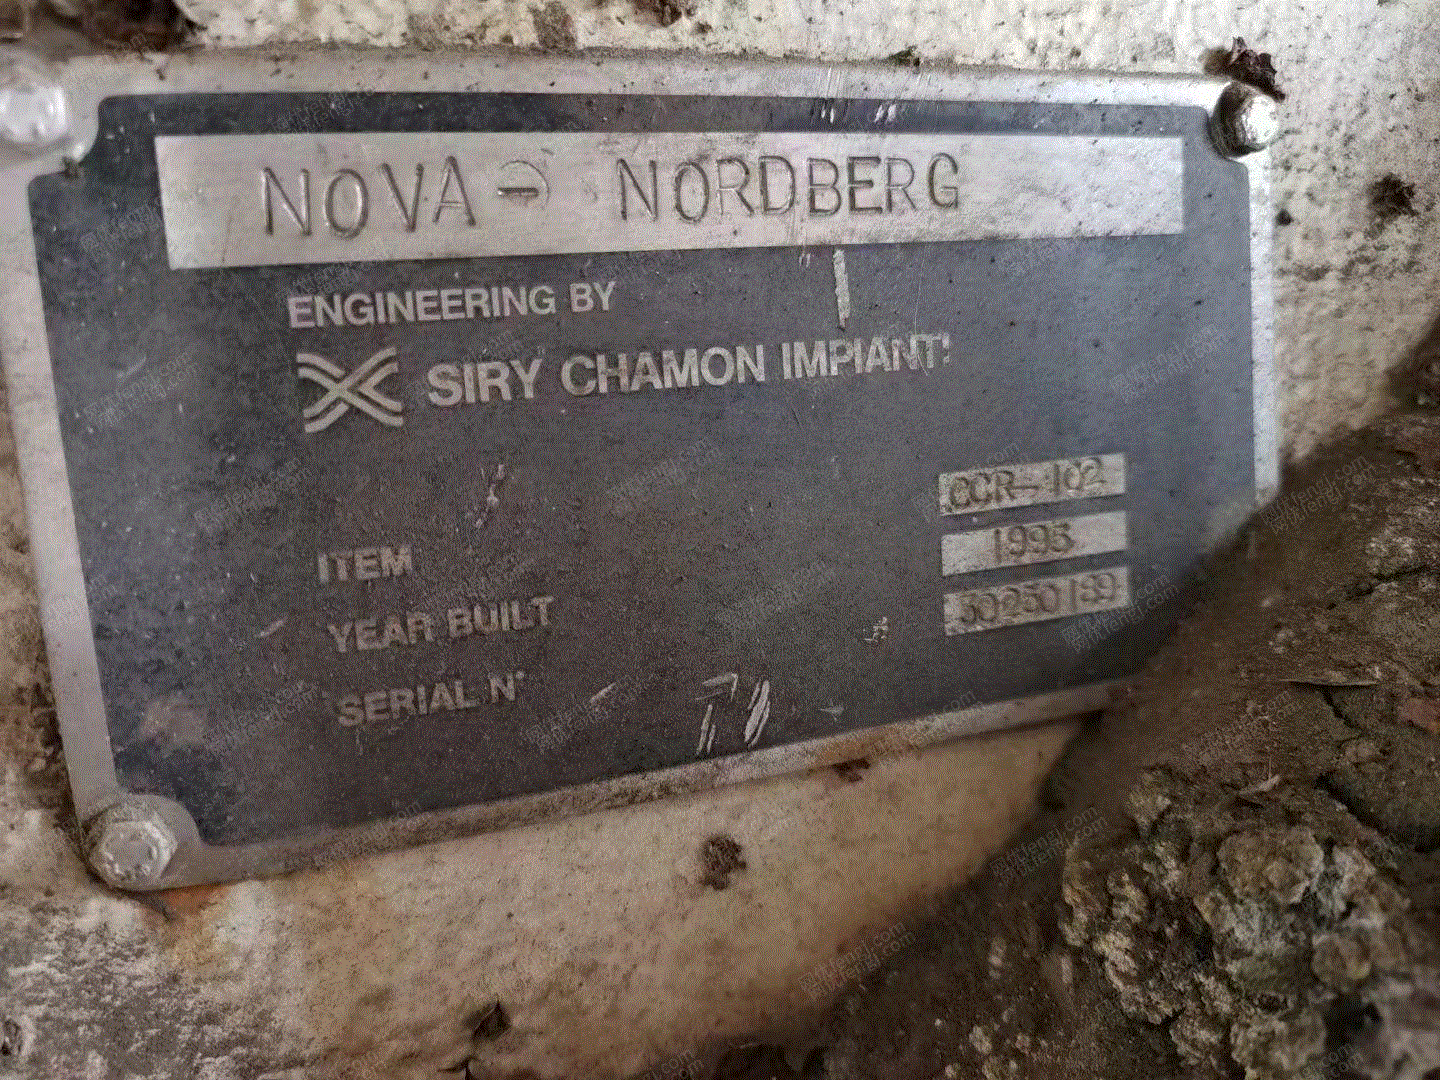 NOVA - NORDBERG
ENGINEERING BY
SIRY CHAMON IMPIANTI
ITEM
CCR-102
YEAR BUILT
1995
SERIAL N°